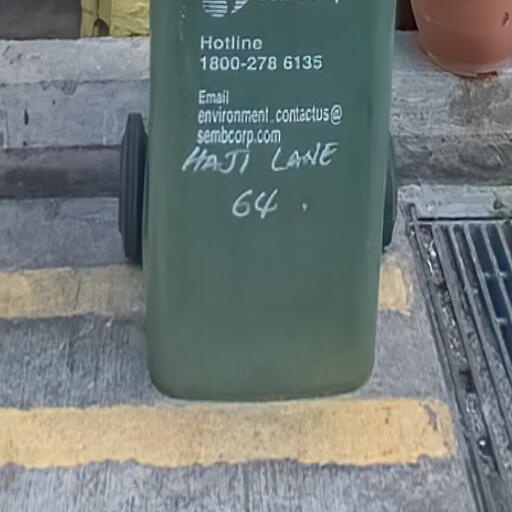 Hotline
1800-278 6135
Email
environment.contactus@
sembcorp.com
HAJI LANE
64